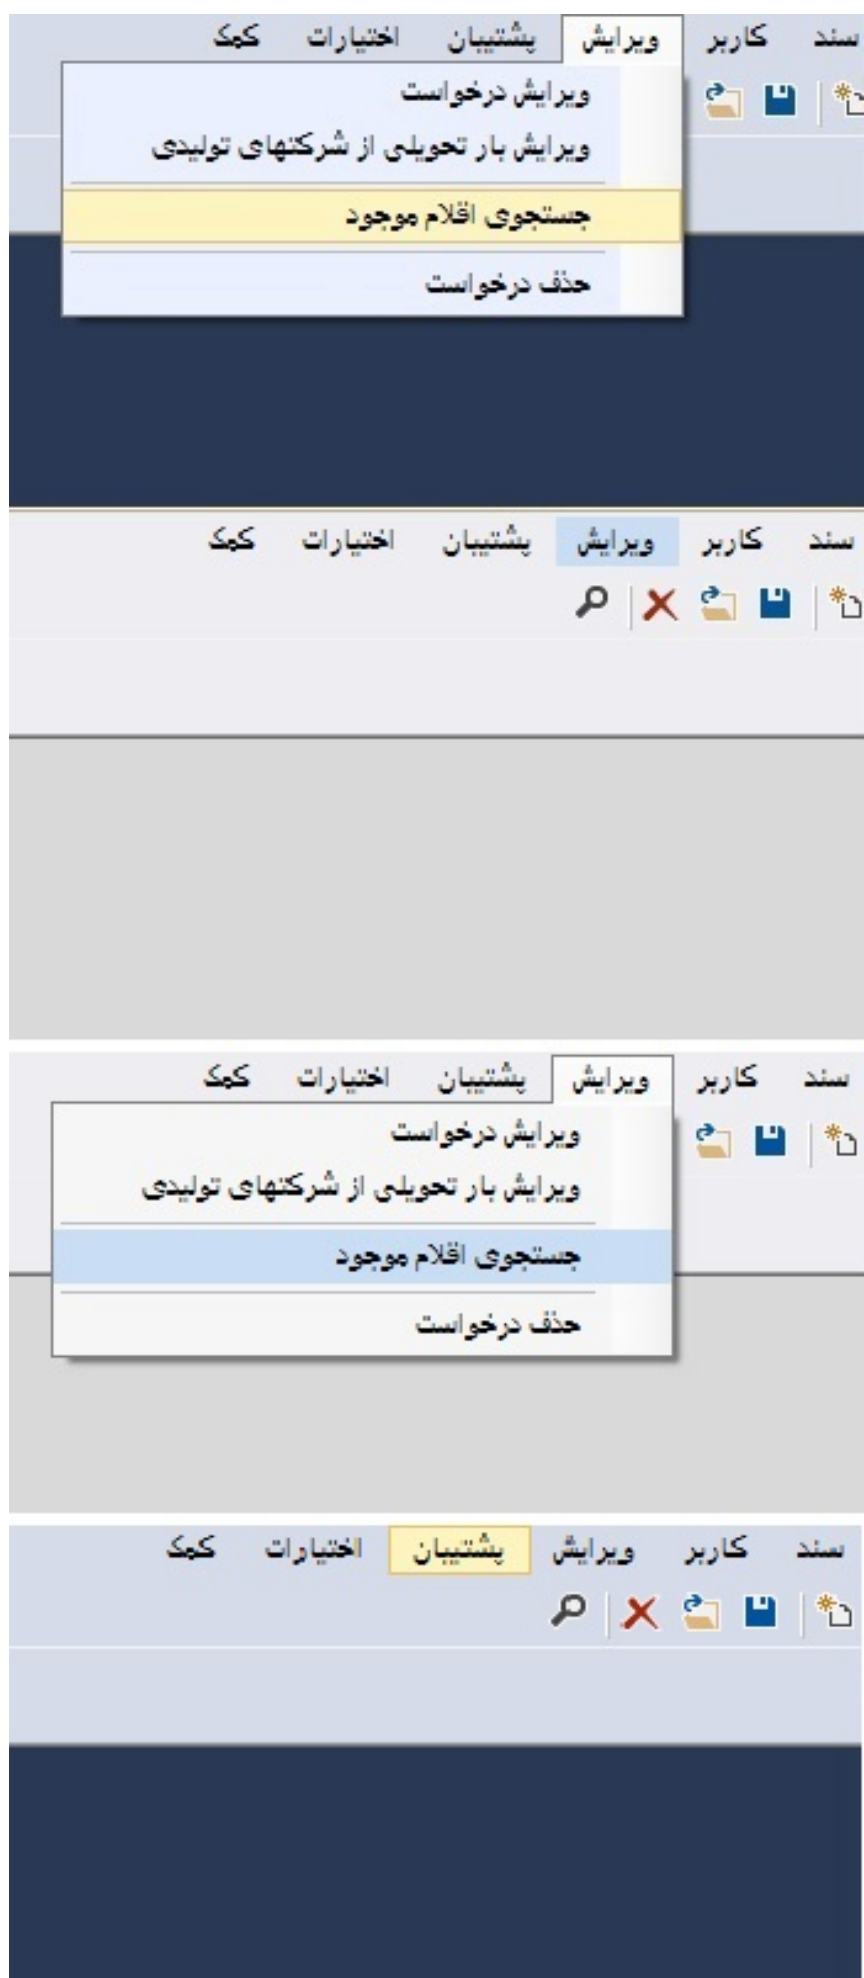 سند کاربر ویرایش پشتیبان اختیارات کمک
ویرایش درخواست
ویرایش بار تحویلی از شرکتهای تولیدی
جستجوی اقلام موجود
حذف درخواست
سند کاربر ویرایش پشتیبان اختیارات کمک
سند کاربر ویرایش پشتیبان اختیارات کمک
ویرایش درخواست
ویرایش بار تحویلی از شرکتهای تولیدی
جستجوی اقلام موجود
حذف درخواست
سند کاربر ویرایش پشتیبان اختیارات کمک